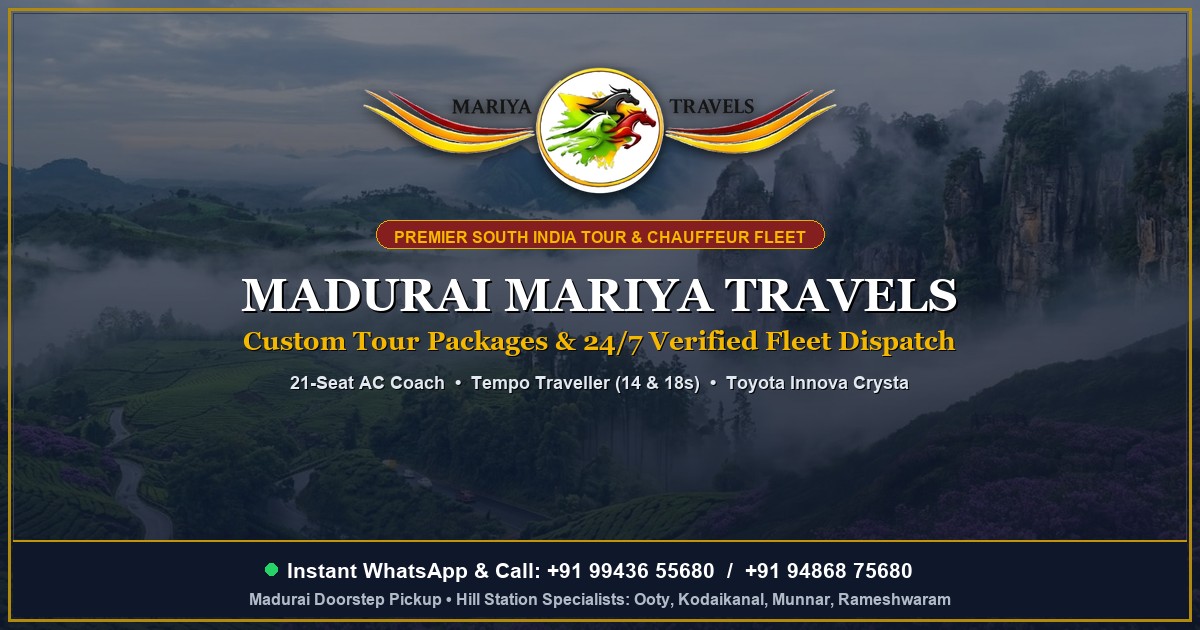 MARIYA TRAVELS
PREMIER SOUTH INDIA TOUR & CHAUFFEUR FLEET
MADURAI MARIYA TRAVELS
Custom Tour Packages & 24/7 Verified Fleet Dispatch
21-Seat AC Coach • Tempo Traveller (14 & 18s) • Toyota Innova Crysta
Instant WhatsApp & Call: +91 99436 55680 / +91 94868 75680
Madurai Doorstep Pickup • Hill Station Specialists: Ooty, Kodaikanal, Munnar, Rameshwaram